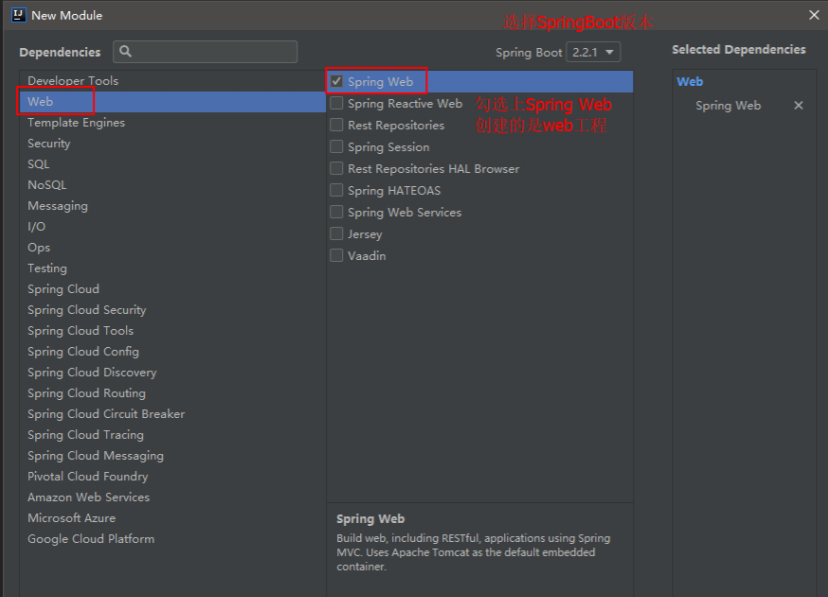 New Module
选择SpringBoot版本
Dependencies
Spring Boot 2.2.1
Selected Dependencies
Developer Tools
Web
Template Engines
Security
SQL
NoSQL
Messaging
I/O
Ops
Testing
Spring Cloud
Spring Cloud Security
Spring Cloud Tools
Spring Cloud Config
Spring Cloud Discovery
Spring Cloud Routing
Spring Cloud Circuit Breaker
Spring Cloud Tracing
Spring Cloud Messaging
Pivotal Cloud Foundry
Amazon Web Services
Microsoft Azure
Google Cloud Platform
Spring Web
Spring Reactive Web
Rest Repositories
Spring Session
Rest Repositories HAL Browser
Spring HATEOAS
Spring Web Services
Jersey
Vaadin
勾选上Spring Web
创建的是web工程
Spring Web
Build web, including RESTful, applications using Spring
MVC. Uses Apache Tomcat as the default embedded
container.
Web
Spring Web